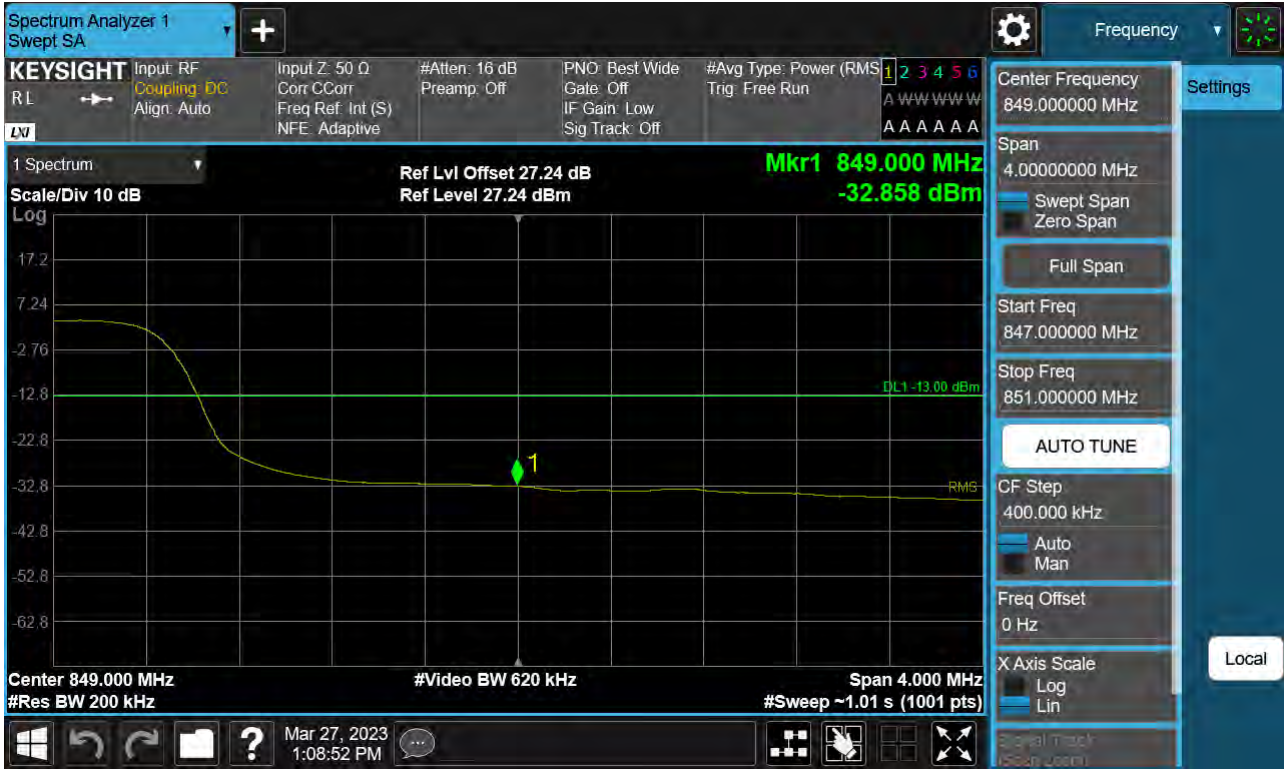 Spectrum Analyzer 1
Swept SA
+
Frequency
KEYSIGHT
RL
LXI
Input: RF
Coupling: DC
Align: Auto
Input Z: 50 Ω
Corr CCorr
Freq Ref: Int (S)
NFE: Adaptive
#Atten: 16 dB
Preamp: Off
PNO: Best Wide
Gate: Off
IF Gain: Low
Sig Track: Off
#Avg Type: Power (RMS
Trig: Free Run
1 2 3 4 5 6
A W W W W W
A A A A A A
1 Spectrum
Scale/Div 10 dB
Log
Ref Lvl Offset 27.24 dB
Ref Level 27.24 dBm
Mkr1 849.000 MHz
-32.858 dBm
17.2
7.24
-2.76
-12.8
-22.8
-32.8
-42.8
-52.8
-62.8
DL1 -13.00 dBm
1
RMS
Center 849.000 MHz
#Res BW 200 kHz
#Video BW 620 kHz
Span 4.000 MHz
#Sweep ~1.01 s (1001 pts)
Center Frequency
849.000000 MHz
Span
4.00000000 MHz
Swept Span
Zero Span
Full Span
Start Freq
847.000000 MHz
Stop Freq
851.000000 MHz
AUTO TUNE
CF Step
400.000 kHz
Auto
Man
Freq Offset
0 Hz
X Axis Scale
Log
Lin
Signal Track
(Span Zoom)
Settings
Local
?
Mar 27, 2023
1:08:52 PM